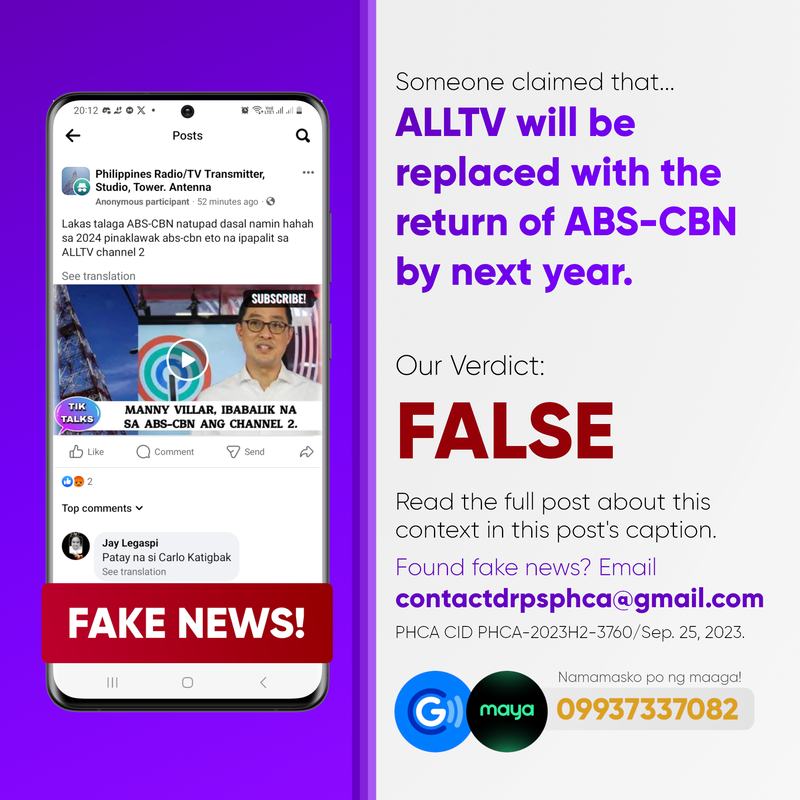 20:12
Posts
Philippines Radio/TV Transmitter,
Studio, Tower. Antenna
Anonymous participant · 52 minutes ago ·
Lakas talaga ABS-CBN natupad dasal namin hahah
sa 2024 pinaklawak abs-cbn eto na ipapalit sa
ALLTV channel 2
See translation
SUBSCRIBE!
TIK
TALKS
MANNY VILLAR, IBABALIK NA
SA ABS-CBN ANG CHANNEL 2.
Like
Comment
Send
2
Top comments
Jay Legaspi
Patay na si Carlo Katigbak
See translation
FAKE NEWS!
Someone claimed that...
ALLTV will be
replaced with the
return of ABS-CBN
by next year.
Our Verdict:
FALSE
Read the full post about this
context in this post's caption.
Found fake news? Email
contactdrpsphca@gmail.com
PHCA CID PHCA-2023H2-3760/Sep. 25, 2023.
G
maya
Namamasko po ng maaga!
09937337082